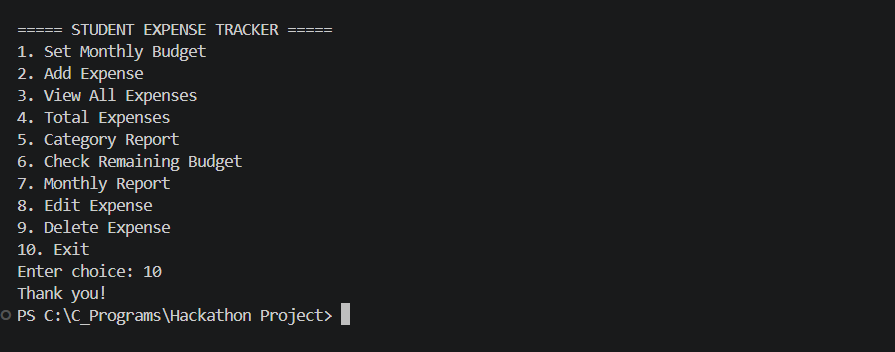 ===== STUDENT EXPENSE TRACKER =====
1. Set Monthly Budget
2. Add Expense
3. View All Expenses
4. Total Expenses
5. Category Report
6. Check Remaining Budget
7. Monthly Report
8. Edit Expense
9. Delete Expense
10. Exit
Enter choice: 10
Thank you!
PS C:\C_Programs\Hackathon Project>